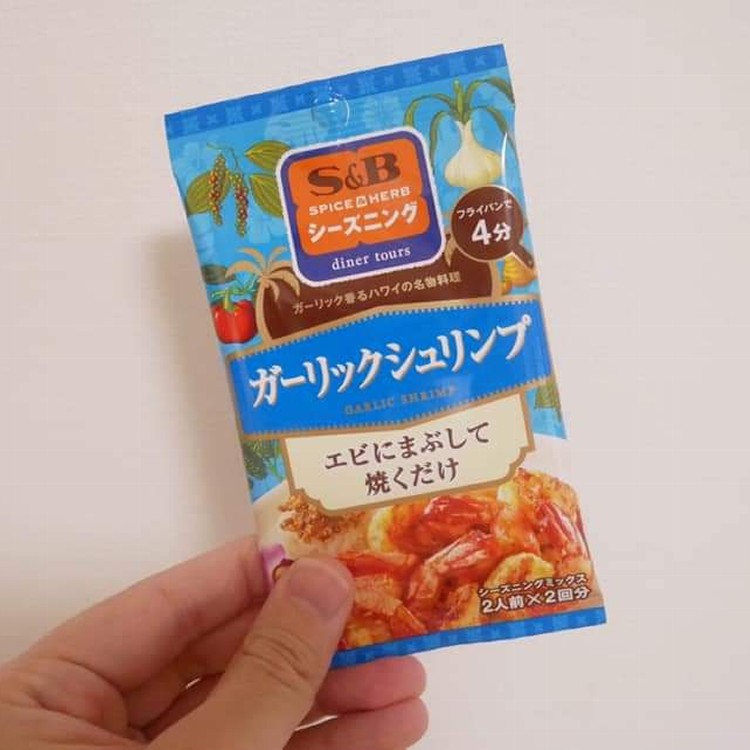 S&B
SPICE & HERB
シーズニング
diner tours
フライパンで
4分
ガーリック香るハワイの名物料理
ガーリックシュリンプ
GARLIC SHRIMP
エビにまぶして
焼くだけ
シーズニングミックス
2人前×2回分